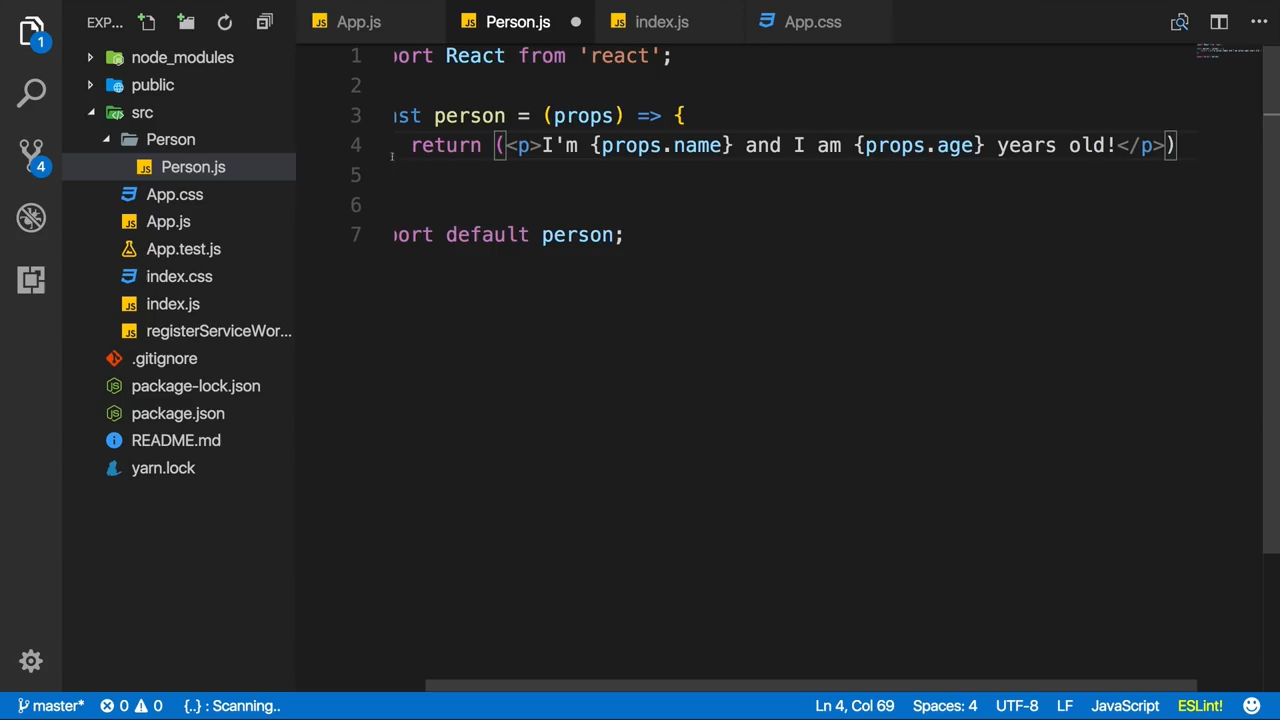 EXP...
App.js
Person.js
index.js
App.css
1
4
node_modules
public
src
Person
Person.js
App.css
App.js
App.test.js
index.css
index.js
registerServiceWor...
.gitignore
package-lock.json
package.json
README.md
yarn.lock
1 ort React from 'react';
2
3 nst person = (props) => {
4 return (<p>I'm {props.name} and I am {props.age} years old!</p>)
5
6
7 ort default person;
master* 0 0 {..} : Scanning.. Ln 4, Col 69 Spaces: 4 UTF-8 LF JavaScript ESLint!